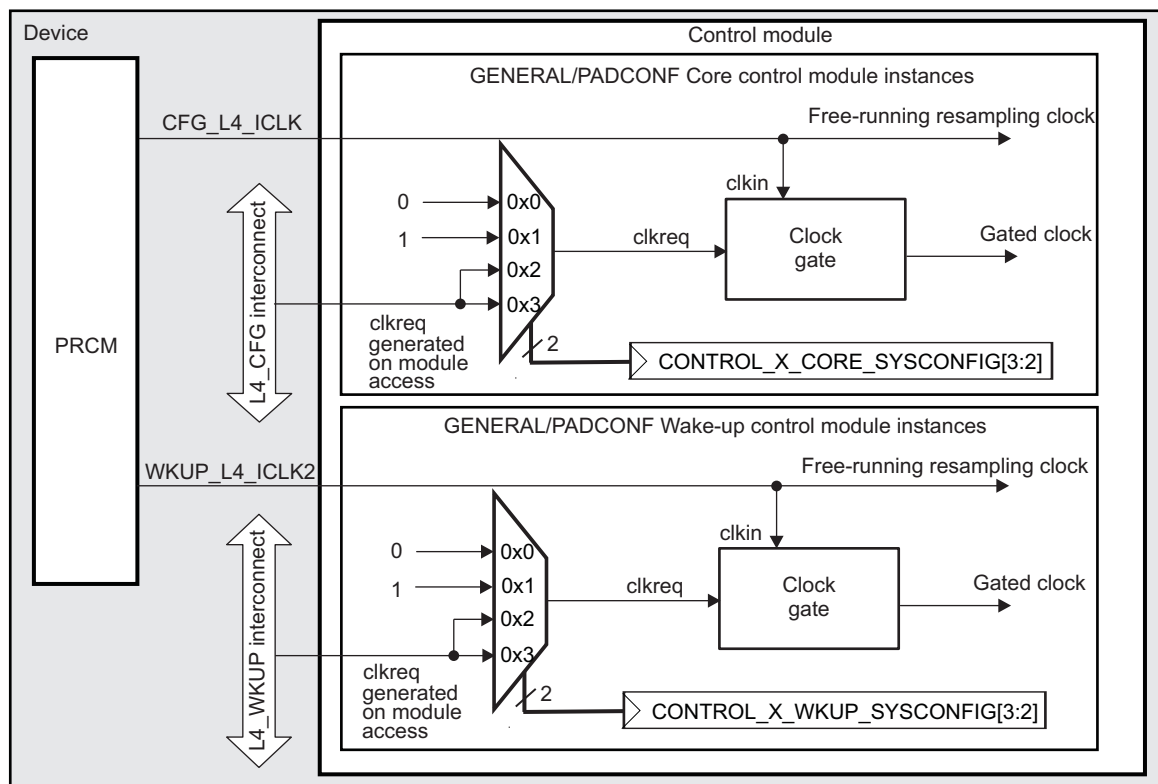 Device
Control module
GENERAL/PADCONF Core control module instances
CFG_L4_ICLK
Free-running resampling clock
clkin
0
0x0
1
0x1
clkreq
Clock
gate
Gated clock
0x2
0x3
L4_CFG interconnect
clkreq
generated
on module
access
2
CONTROL_X_CORE_SYSCONFIG[3:2]
PRCM
GENERAL/PADCONF Wake-up control module instances
WKUP_L4_ICLK2
Free-running resampling clock
clkin
0
0x0
1
0x1
clkreq
Clock
gate
Gated clock
0x2
0x3
L4_WKUP interconnect
clkreq
generated
on module
access
2
CONTROL_X_WKUP_SYSCONFIG[3:2]